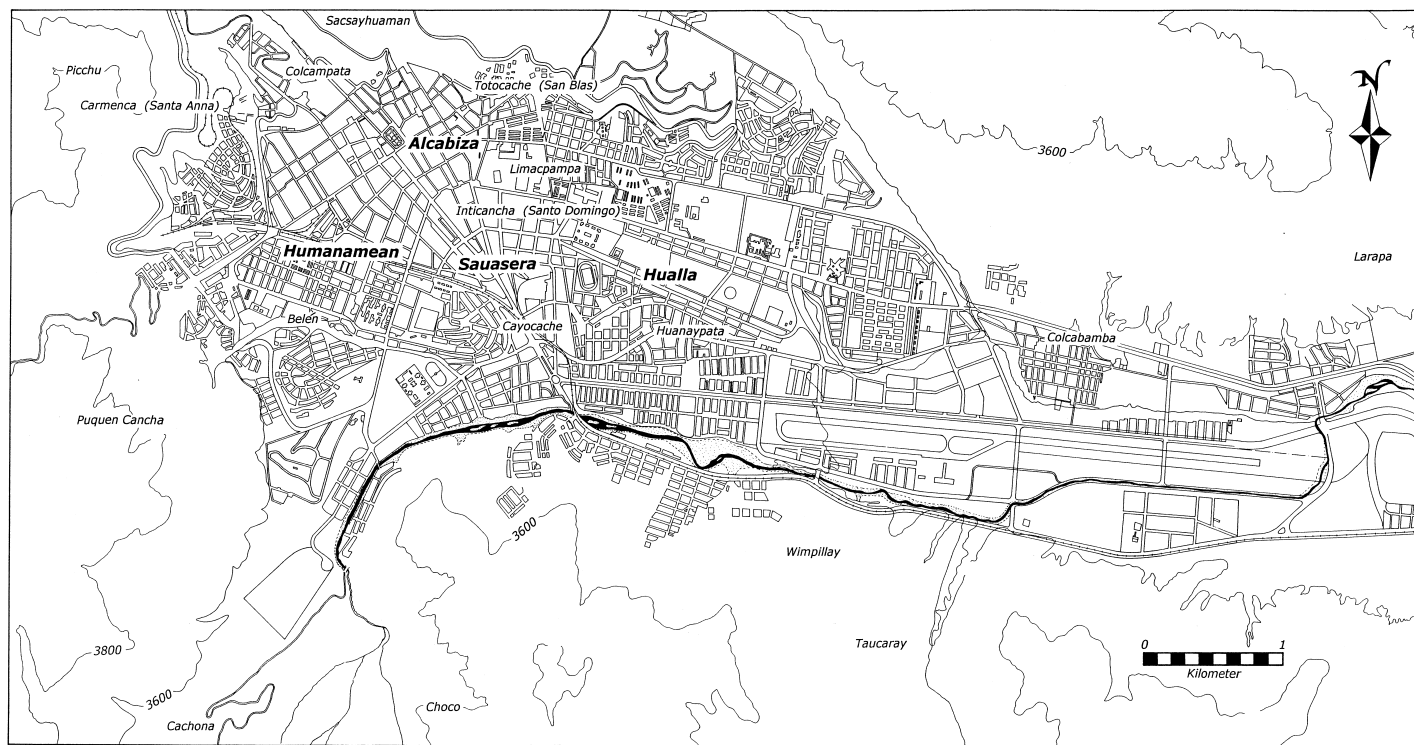 Sacsayhuaman
Picchu
Colcampata
N
Totocache (San Blas)
Carmenca (Santa Anna)
Alcabiza
3600
Limacpampa
Inticancha (Santo Domingo)
Humanamean
Larapa
Sauasera
Hualla
Belen
Cayocache
Huanaypata
Colcabamba
Puquen Cancha
3600
Wimpillay
Taucaray
0 1
3800
Kilometer
3600
Choco
Cachona